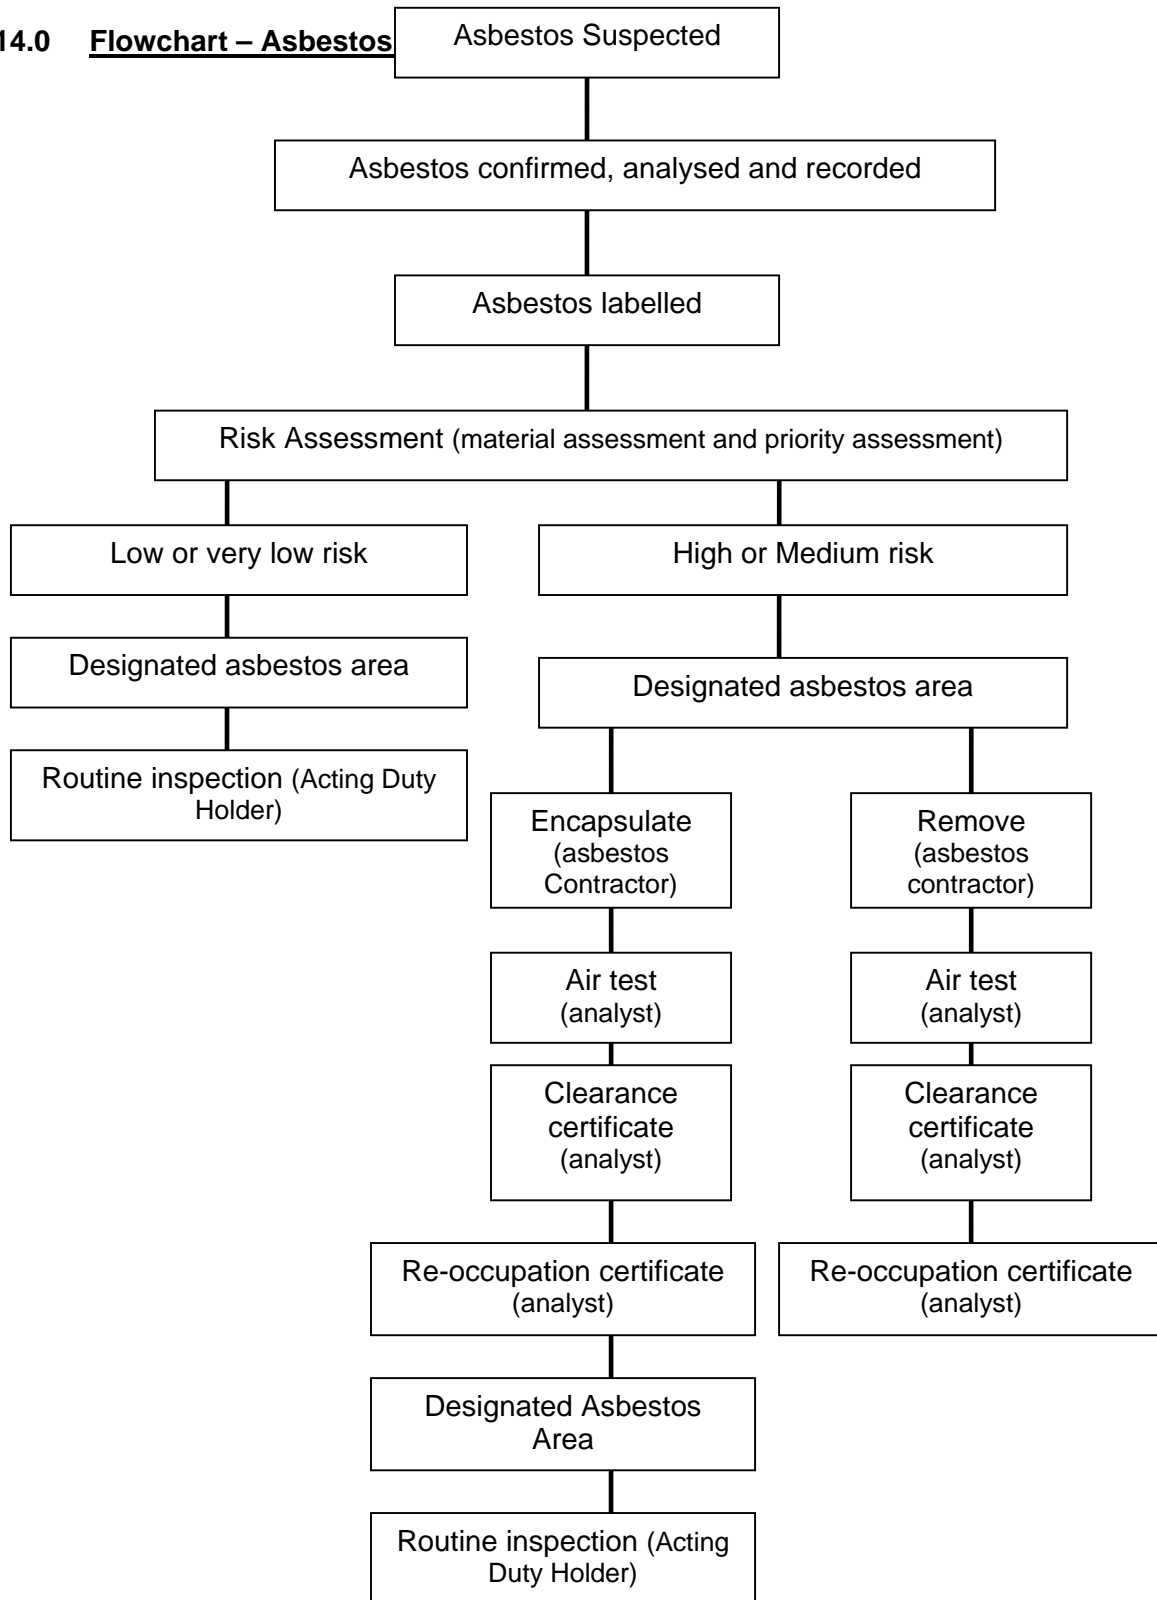 14.0 Flowchart – Asbestos
Asbestos Suspected
Asbestos confirmed, analysed and recorded
Asbestos labelled
Risk Assessment (material assessment and priority assessment)
Low or very low risk
High or Medium risk
Designated asbestos area
Designated asbestos area
Routine inspection (Acting Duty
Holder)
Encapsulate
(asbestos
Contractor)
Remove
(asbestos
contractor)
Air test
(analyst)
Air test
(analyst)
Clearance
certificate
(analyst)
Clearance
certificate
(analyst)
Re-occupation certificate
(analyst)
Re-occupation certificate
(analyst)
Designated Asbestos
Area
Routine inspection (Acting
Duty Holder)